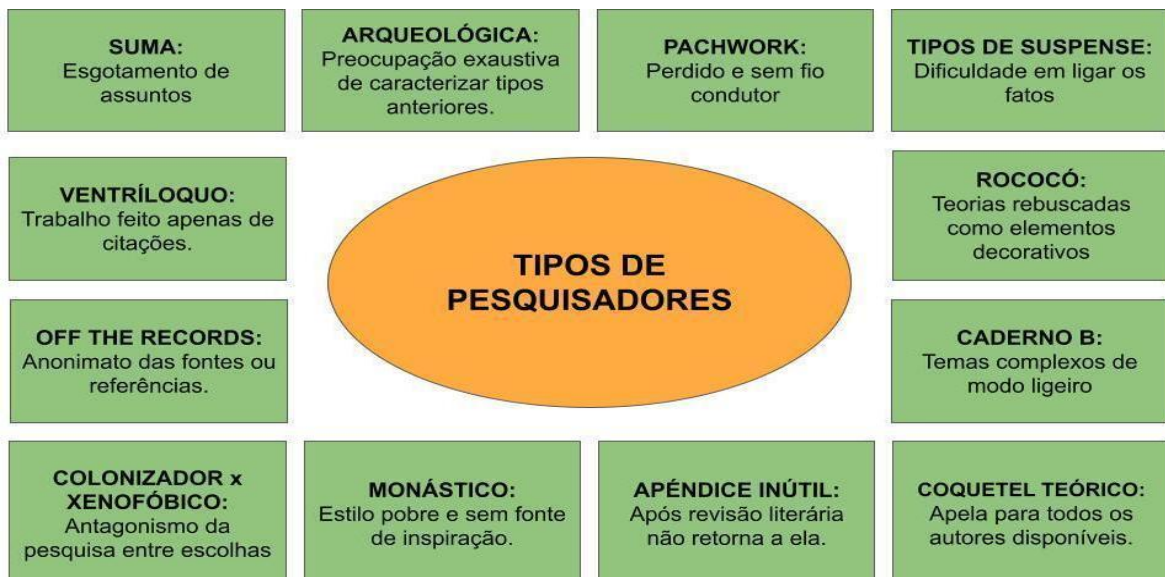 SUMA:
Esgotamento de
assuntos
ARQUEOLÓGICA:
Preocupação exaustiva
de caracterizar tipos
anteriores.
PACHWORK:
Perdido e sem fio
condutor
TIPOS DE SUSPENSE:
Dificuldade em ligar os
fatos
VENTRÍLOQUO:
Trabalho feito apenas de
citações.
TIPOS DE
PESQUISADORES
ROCOCÓ:
Teorias rebuscadas
como elementos
decorativos
OFF THE RECORDS:
Anonimato das fontes ou
referências.
CADERNO B:
Temas complexos de
modo ligeiro
COLONIZADOR x
XENOFÓBICO:
Antagonismo da
pesquisa entre escolhas
MONÁSTICO:
Estilo pobre e sem fonte
de inspiração.
APÉNDICE INÚTIL:
Após revisão literária
não retorna a ela.
COQUETEL TEÓRICO:
Apela para todos os
autores disponíveis.